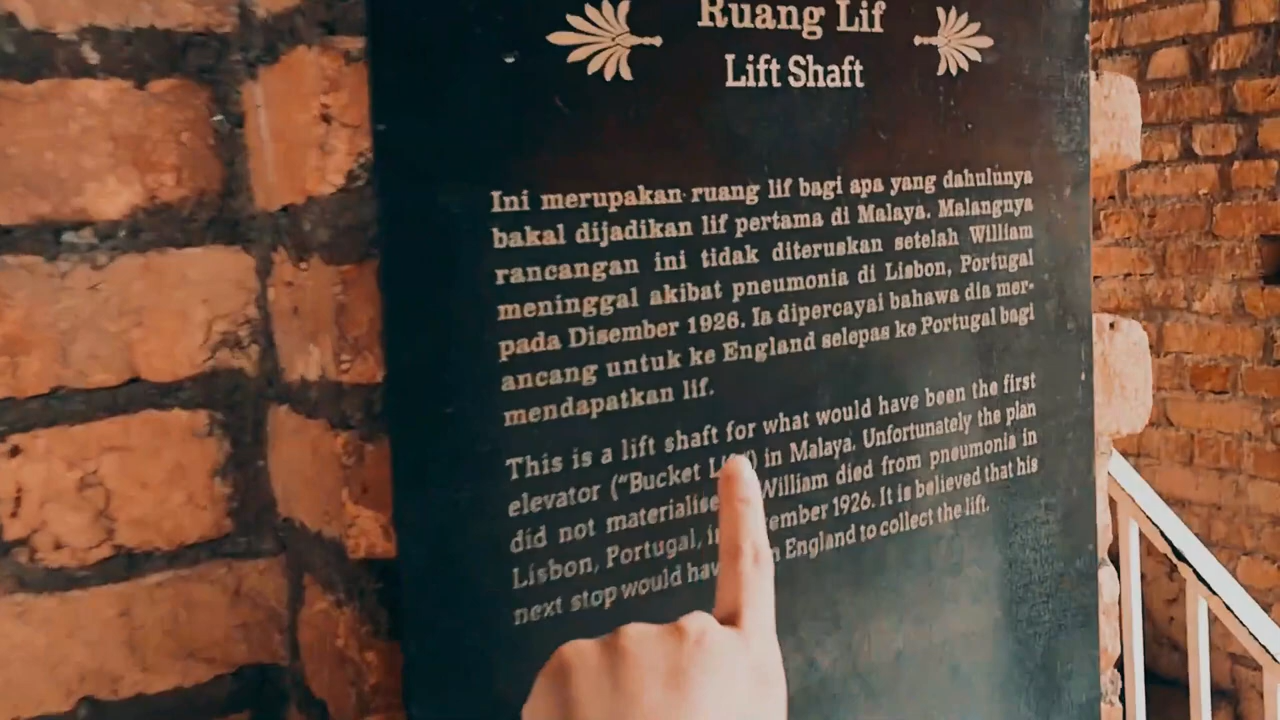 Ruang Lif
Lift Shaft
Ini merupakan ruang lif bagi apa yang dahulunya
bakal dijadikan lif pertama di Malaya. Malangnya
rancangan ini tidak diteruskan setelah William
meninggal akibat pneumonia di Lisbon, Portugal
pada Disember 1926. Ia dipercayai bahawa dia mer-
ancang untuk ke England selepas ke Portugal bagi
mendapatkan lif.
This is a lift shaft for what would have been the first
elevator ("Bucket in Malaya. Unfortunately the plan
did not materialise William died from pneumonia in
Lisbon, Portugal, 1926. It is believed that his
next stop would England to collect the lift.